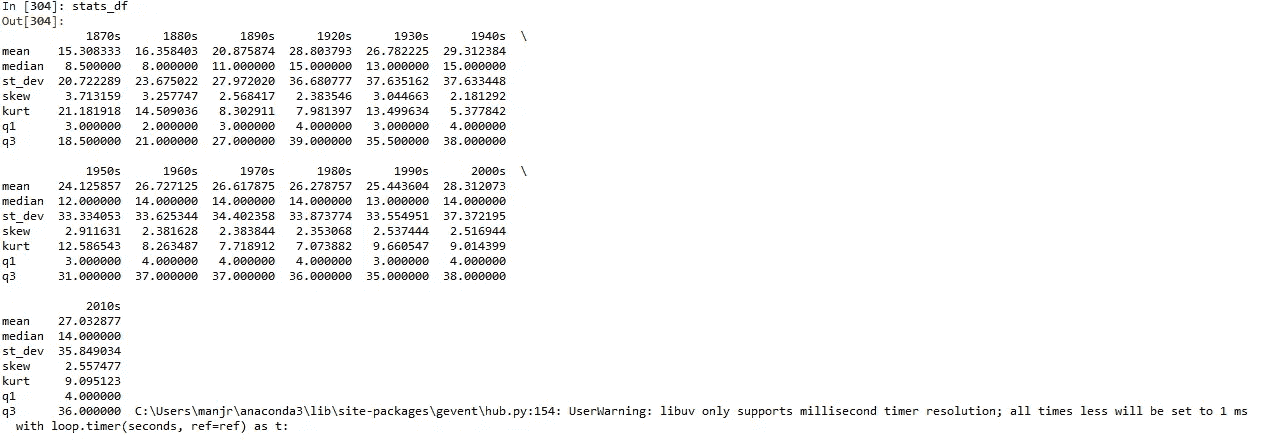 In [304]: stats_df
Out[304]:
1870s 1880s 1890s 1920s 1930s 1940s \
mean 15.308333 16.358403 20.875874 28.803793 26.782225 29.312384
median 8.500000 8.000000 11.000000 15.000000 13.000000 15.000000
st_dev 20.722289 23.675022 27.972020 36.680777 37.635162 37.633448
skew 3.713159 3.257747 2.568417 2.383546 3.044663 2.181292
kurt 21.181918 14.509036 8.302911 7.981397 13.499634 5.377842
q1 3.000000 2.000000 3.000000 4.000000 3.000000 4.000000
q3 18.500000 21.000000 27.000000 39.000000 35.500000 38.000000
1950s 1960s 1970s 1980s 1990s 2000s \
mean 24.125857 26.727125 26.617875 26.278757 25.443604 28.312073
median 12.000000 14.000000 14.000000 14.000000 13.000000 14.000000
st_dev 33.334053 33.625344 34.402358 33.873774 33.554951 37.372195
skew 2.911631 2.381628 2.383844 2.353068 2.537444 2.516944
kurt 12.586543 8.263487 7.718912 7.073882 9.660547 9.014399
q1 3.000000 4.000000 4.000000 4.000000 3.000000 4.000000
q3 31.000000 37.000000 37.000000 36.000000 35.000000 38.000000
2010s
mean 27.032877
median 14.000000
st_dev 35.849034
skew 2.557477
kurt 9.095123
q1 4.000000
q3 36.000000 C:\Users\manjr\anaconda3\lib\site-packages\gevent\hub.py:154: UserWarning: libuv only supports millisecond timer resolution; all times less will be set to 1 ms
with loop.timer(seconds, ref=ref) as t: